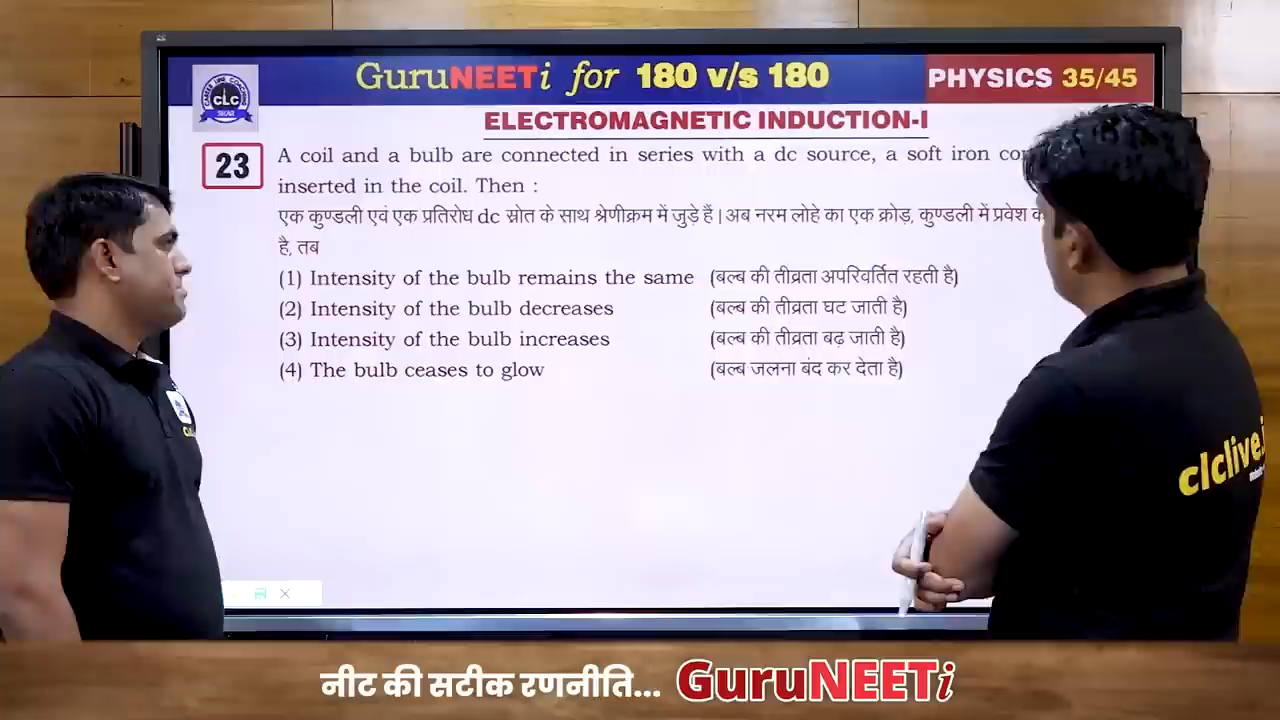 GuruNEETi for 180 v/s 180
PHYSICS 35/45
CLC
SIKAR
ELECTROMAGNETIC INDUCTION-I
23
A coil and a bulb are connected in series with a dc source, a soft iron
inserted in the coil. Then :
एक कुण्डली एवं एक प्रतिरोध dc स्रोत के साथ श्रेणीक्रम में जुड़े हैं। अब नरम लोहे का एक क्रोड़, कुण्डली में प्रवेश
है, तब
(1) Intensity of the bulb remains the same (बल्ब की तीव्रता अपरिवर्तित रहती है)
(2) Intensity of the bulb decreases (बल्ब की तीव्रता घट जाती है)
(3) Intensity of the bulb increases (बल्ब की तीव्रता बढ़ जाती है)
(4) The bulb ceases to glow (बल्ब जलना बंद कर देता है)
clclive.i
नीट की सटीक रणनीति... GuruNEETi